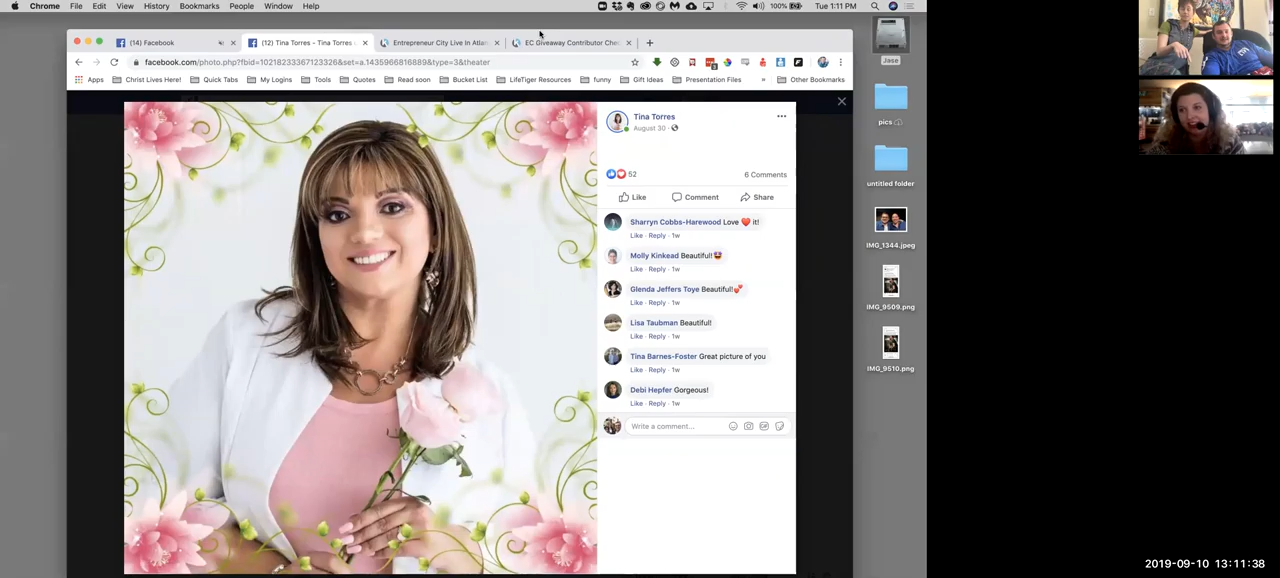 Chrome File Edit View History Bookmarks People Window Help
100% Tue 1:11 PM
(14) Facebook
(12) Tina Torres - Tina Torres
Entrepreneur City Live In Atlan
EC Giveaway Contributor Chec
facebook.com/photo.php?fbid=10218233367123326&set=a.1435966816889&type=3&theater
Apps Christ Lives Here! Quick Tabs My Logins Tools Quotes Read soon Bucket List LifeTiger Resources funny Gift Ideas Presentation Files » Other Bookmarks
Tina Torres
August 30 ·
52
6 Comments
Like Comment Share
Sharryn Cobbs-Harewood Love ❤️ it!
Like · Reply · 1w
Molly Kinkead Beautiful!🤩
Like · Reply · 1w
Glenda Jeffers Toye Beautiful!💕
Like · Reply · 1w
Lisa Taubman Beautiful!
Like · Reply · 1w
Tina Barnes-Foster Great picture of you
Like · Reply · 1w
Debi Hepfer Gorgeous!
Like · Reply · 1w
Write a comment...
Jase
pics
untitled folder
IMG_1344.jpeg
IMG_9509.png
IMG_9510.png
2019-09-10 13:11:38